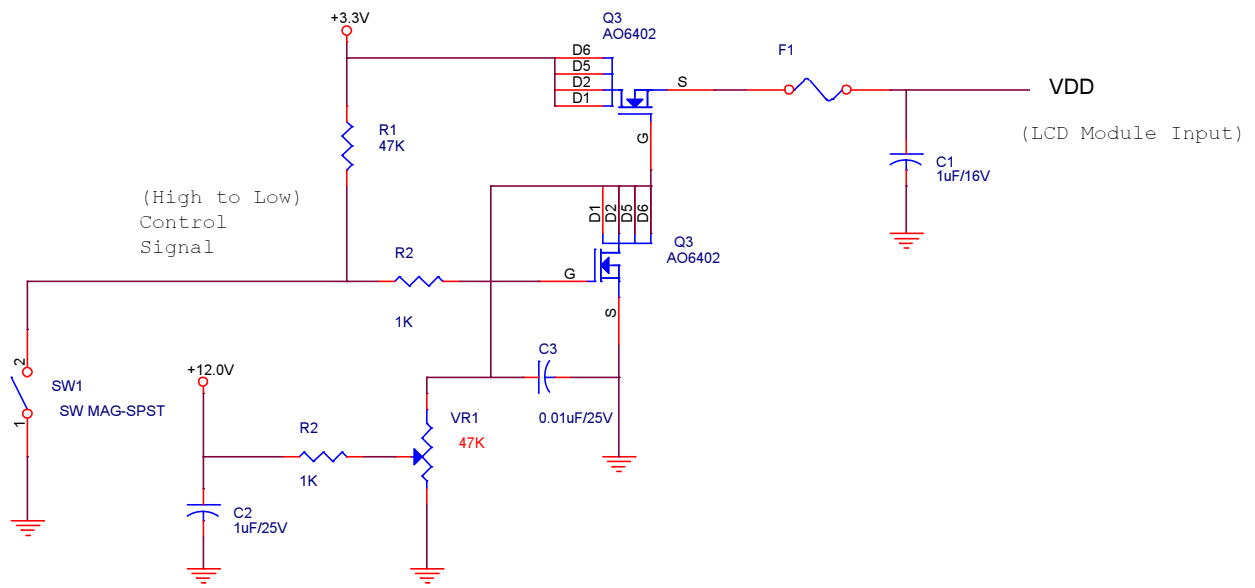 +3.3V
Q3
AO6402
D6
D5
D2
D1
S
G
F1
VDD
(LCD Module Input)
R1
47K
C1
1uF/16V
(High to Low)
Control
Signal
D1
D2
D5
D6
Q3
AO6402
R2
1K
G
S
2
SW1
SW MAG-SPST
1
+12.0V
C3
0.01uF/25V
VR1
47K
R2
1K
C2
1uF/25V